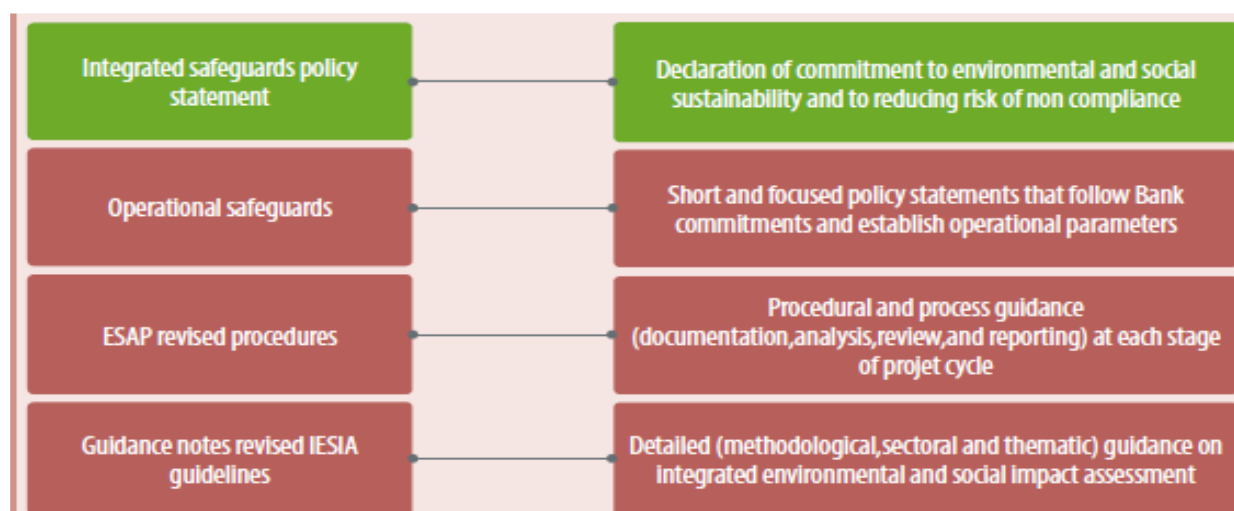 Integrated safeguards policy
statement
Declaration of commitment to environmental and social
sustainability and to reducing risk of non compliance
Operational safeguards
Short and focused policy statements that follow Bank
commitments and establish operational parameters
ESAP revised procedures
Procedural and process guidance
(documentation,analysis,review,and reporting) at each stage
of projet cycle
Guidance notes revised IESIA
guidelines
Detailed (methodological,sectoral and thematic) guidance on
integrated environmental and social impact assessment